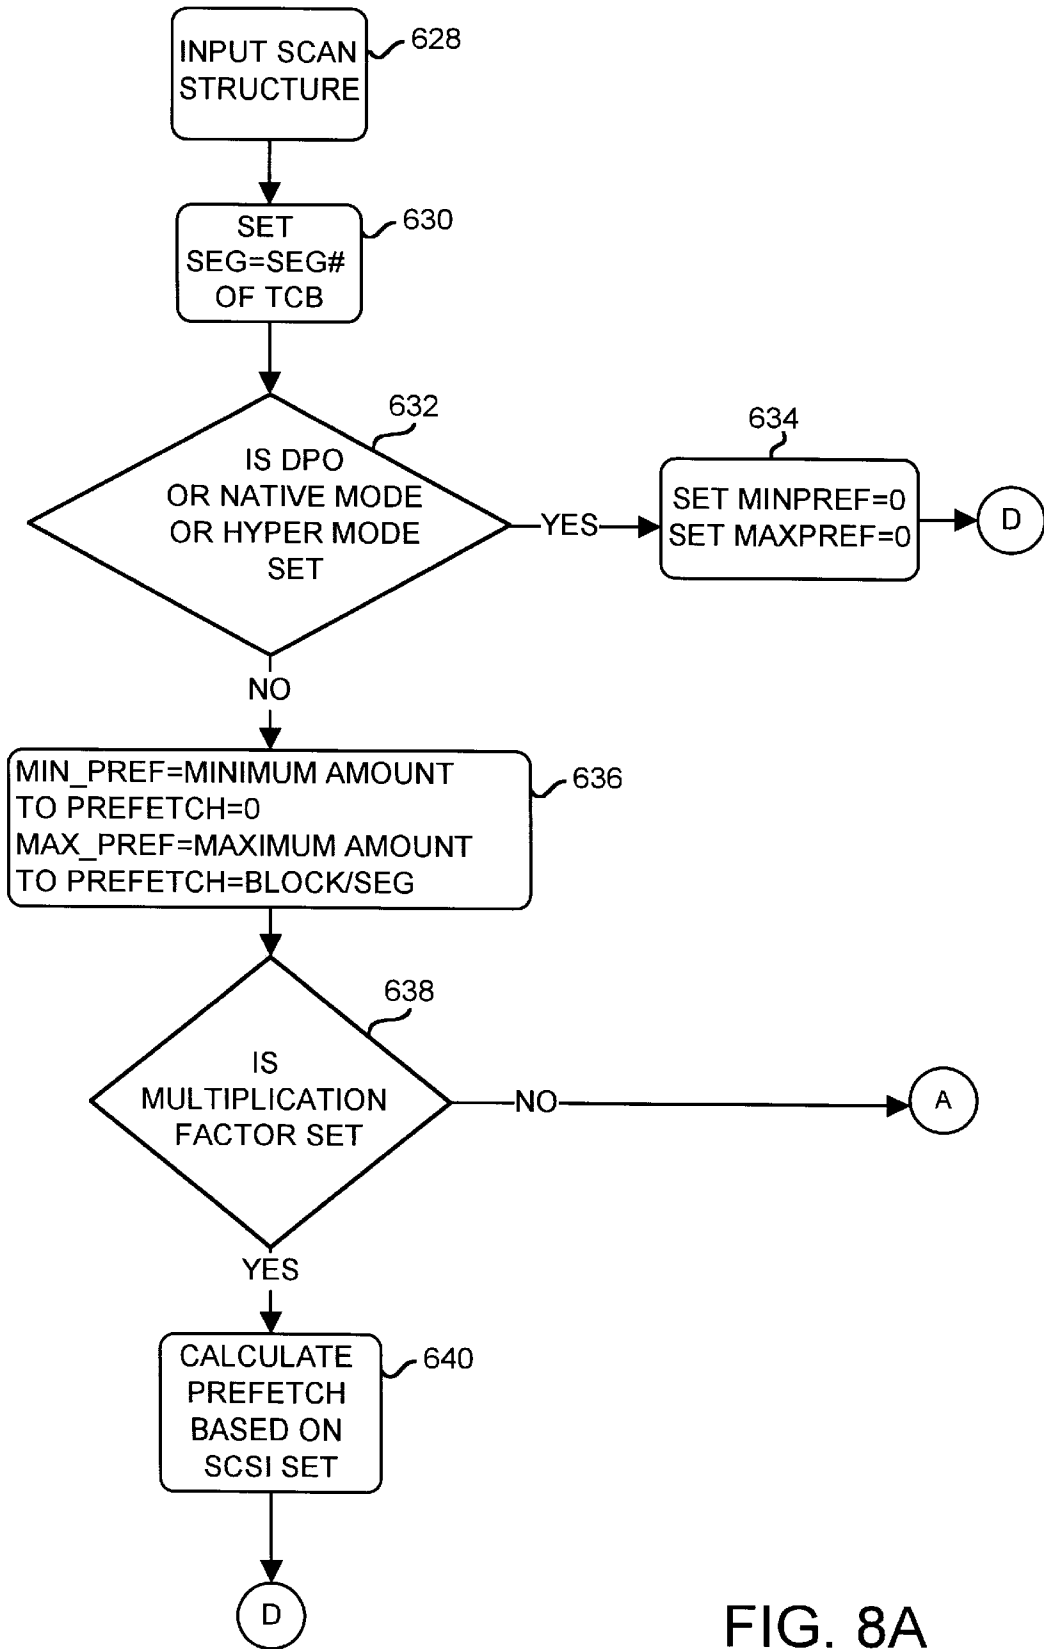 INPUT SCAN
STRUCTURE
628
SET
SEG=SEG#
OF TCB
630
IS DPO
OR NATIVE MODE
OR HYPER MODE
SET
632
YES
634
SET MINPREF=0
SET MAXPREF=0
D
NO
MIN_PREF=MINIMUM AMOUNT
TO PREFETCH=0
MAX_PREF=MAXIMUM AMOUNT
TO PREFETCH=BLOCK/SEG
636
638
IS
MULTIPLICATION
FACTOR SET
NO
A
YES
CALCULATE
PREFETCH
BASED ON
SCSI SET
640
D
FIG. 8A